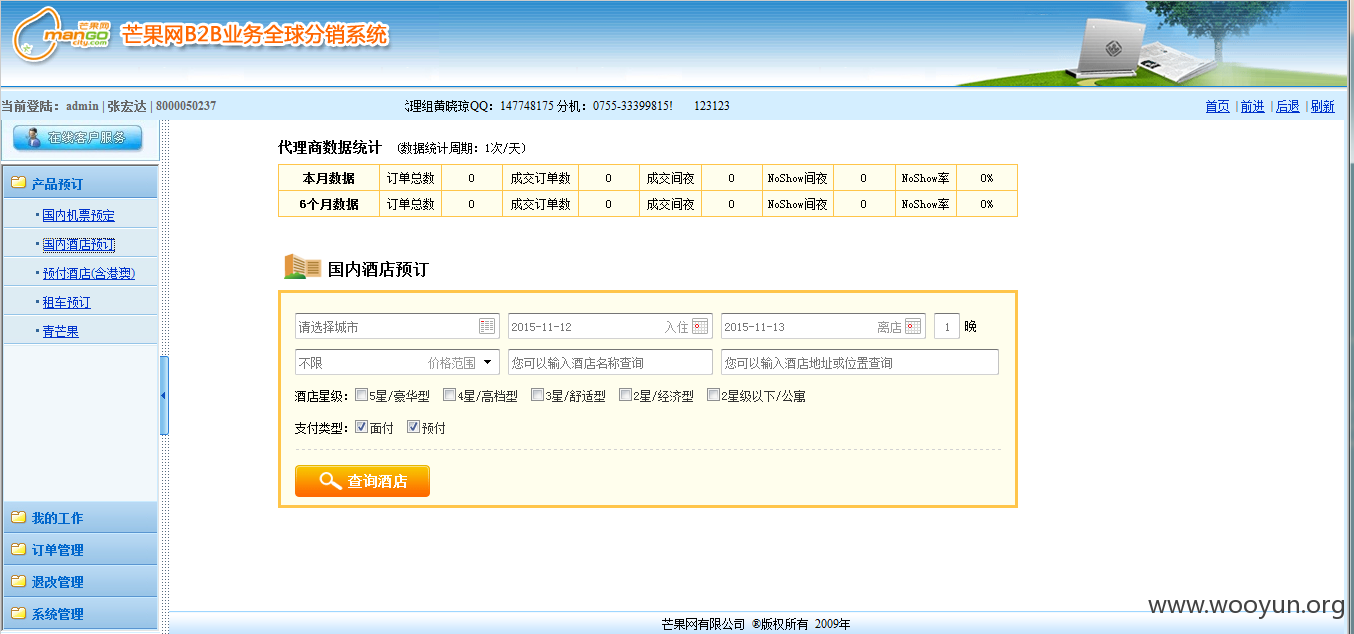 芒果网
mango
city.com
芒果网B2B业务全球分销系统
当前登陆：admin | 张宏达 | 8000050237
理组黄晓琼QQ：147748175 分机：0755-33399815! 123123
首页 | 前进 | 后退 | 刷新
在线客户服务
产品预订
国内机票预定
国内酒店预订
预付酒店(含港澳)
租车预订
青芒果
我的工作
订单管理
退改管理
系统管理
代理商数据统计 （数据统计周期：1次/天）
本月数据 订单总数 0 成交订单数 0 成交间夜 0 NoShow间夜 0 NoShow率 0%
6个月数据 订单总数 0 成交订单数 0 成交间夜 0 NoShow间夜 0 NoShow率 0%
国内酒店预订
请选择城市 2015-11-12 入住 2015-11-13 离店 1 晚
不限 价格范围 您可以输入酒店名称查询 您可以输入酒店地址或位置查询
酒店星级： 5星/豪华型 4星/高档型 3星/舒适型 2星/经济型 2星级以下/公寓
支付类型： 面付 预付
查询酒店
www.wooyun.org
芒果网有限公司 ®版权所有 2009年